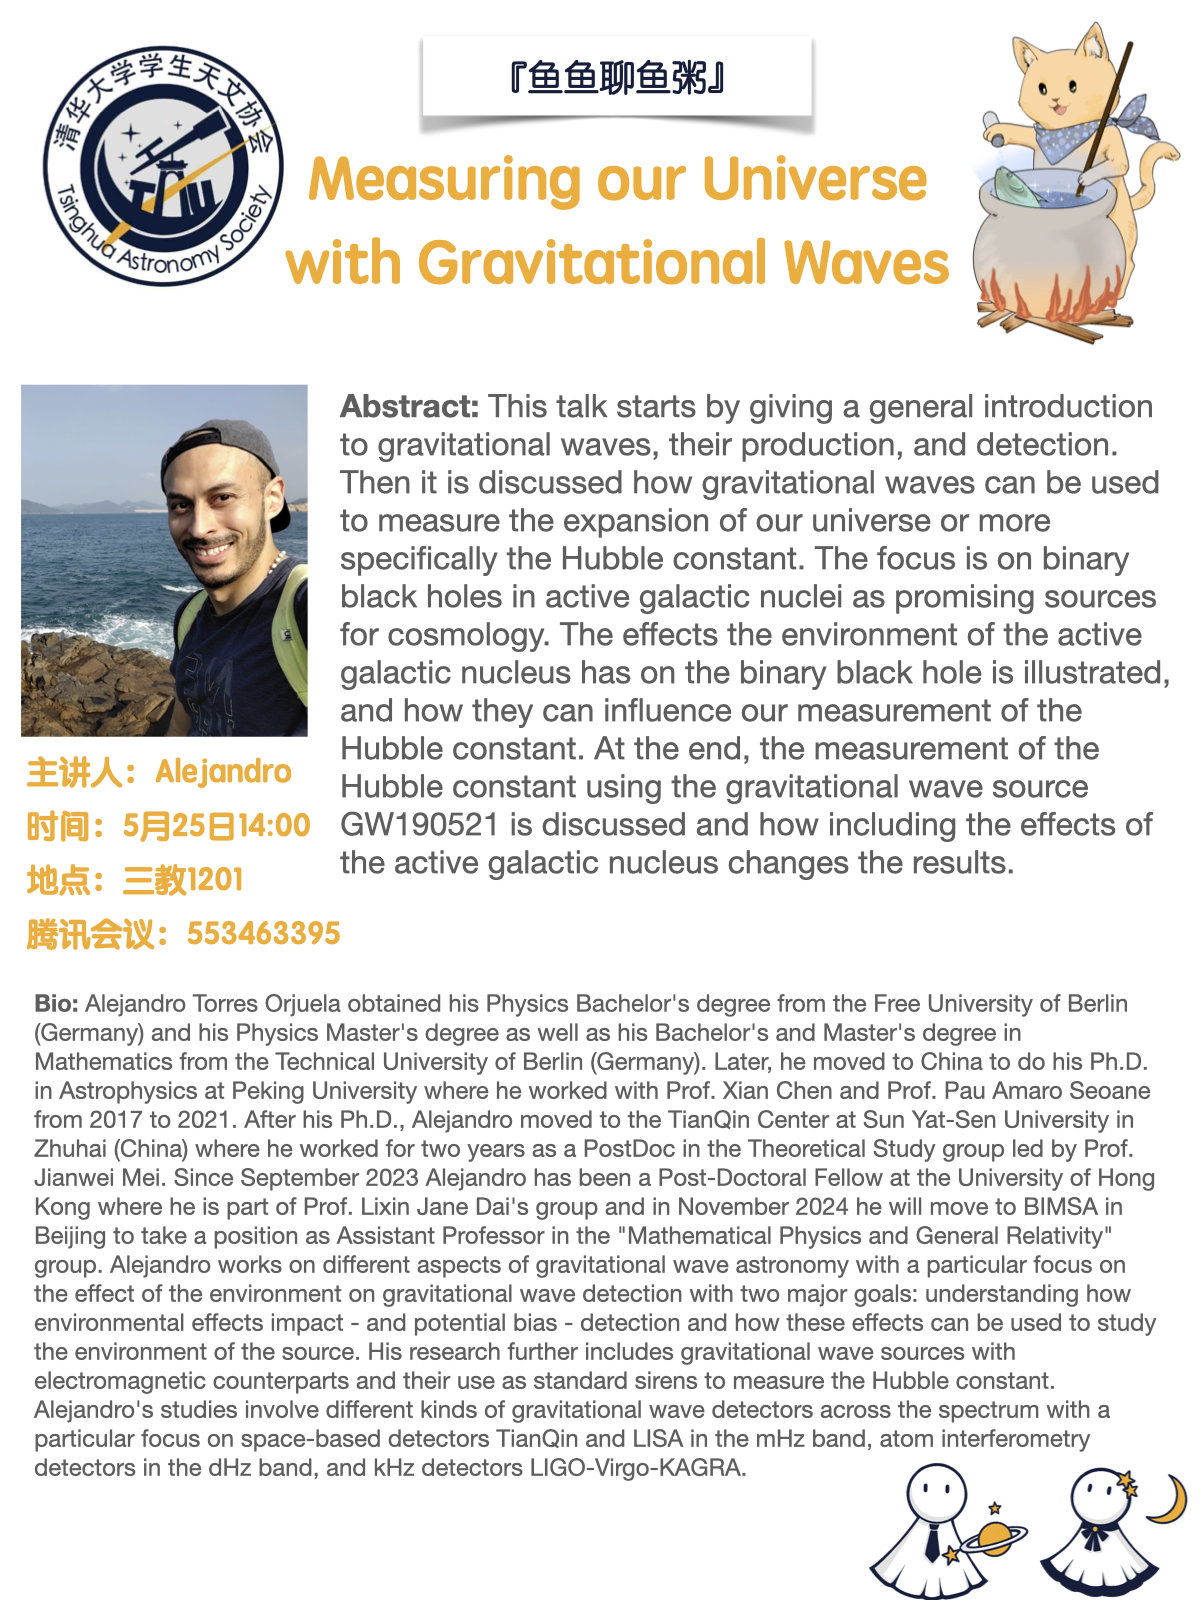 清华大学学生天文协会
THU
Tsinghua Astronomy Society
『鱼鱼聊鱼粥』
Measuring our Universe
with Gravitational Waves
Abstract: This talk starts by giving a general introduction
to gravitational waves, their production, and detection.
Then it is discussed how gravitational waves can be used
to measure the expansion of our universe or more
specifically the Hubble constant. The focus is on binary
black holes in active galactic nuclei as promising sources
for cosmology. The effects the environment of the active
galactic nucleus has on the binary black hole is illustrated,
and how they can influence our measurement of the
Hubble constant. At the end, the measurement of the
Hubble constant using the gravitational wave source
GW190521 is discussed and how including the effects of
the active galactic nucleus changes the results.
主讲人：Alejandro
时间：5月25日14:00
地点：三教1201
腾讯会议：553463395
Bio: Alejandro Torres Orjuela obtained his Physics Bachelor's degree from the Free University of Berlin
(Germany) and his Physics Master's degree as well as his Bachelor's and Master's degree in
Mathematics from the Technical University of Berlin (Germany). Later, he moved to China to do his Ph.D.
in Astrophysics at Peking University where he worked with Prof. Xian Chen and Prof. Pau Amaro Seoane
from 2017 to 2021. After his Ph.D., Alejandro moved to the TianQin Center at Sun Yat-Sen University in
Zhuhai (China) where he worked for two years as a PostDoc in the Theoretical Study group led by Prof.
Jianwei Mei. Since September 2023 Alejandro has been a Post-Doctoral Fellow at the University of Hong
Kong where he is part of Prof. Lixin Jane Dai's group and in November 2024 he will move to BIMSA in
Beijing to take a position as Assistant Professor in the "Mathematical Physics and General Relativity"
group. Alejandro works on different aspects of gravitational wave astronomy with a particular focus on
the effect of the environment on gravitational wave detection with two major goals: understanding how
environmental effects impact - and potential bias - detection and how these effects can be used to study
the environment of the source. His research further includes gravitational wave sources with
electromagnetic counterparts and their use as standard sirens to measure the Hubble constant.
Alejandro's studies involve different kinds of gravitational wave detectors across the spectrum with a
particular focus on space-based detectors TianQin and LISA in the mHz band, atom interferometry
detectors in the dHz band, and kHz detectors LIGO-Virgo-KAGRA.